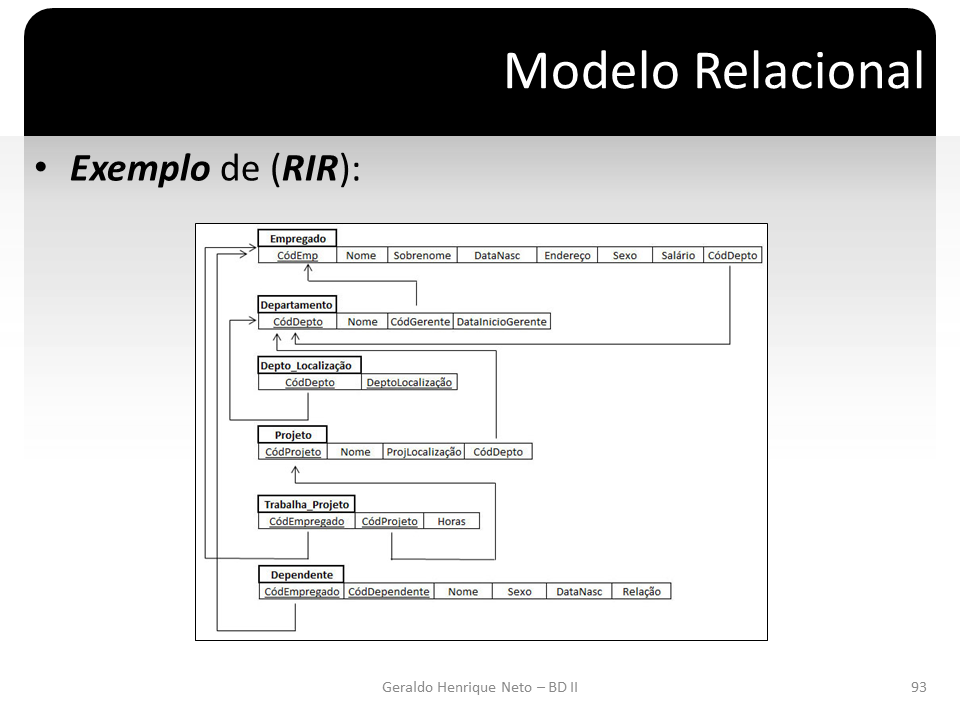 Modelo Relacional
• Exemplo de (RIR):
Empregado
CódEmp Nome Sobrenome DataNasc Endereço Sexo Salário CódDepto
Departamento
CódDepto Nome CódGerente DataInicioGerente
Depto_Localização
CódDepto DeptoLocalização
Projeto
CódProjeto Nome ProjLocalização CódDepto
Trabalha_Projeto
CódEmpregado CódProjeto Horas
Dependente
CódEmpregado CódDependente Nome Sexo DataNasc Relação
Geraldo Henrique Neto – BD II 93